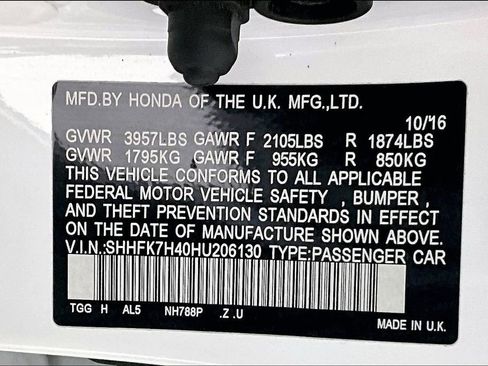 MFD.BY HONDA OF THE U.K. MFG.,LTD.
10/16
GVWR 3957LBS GAWR F 2105LBS R 1874LBS
GVWR 1795KG GAWR F 955KG R 850KG
THIS VEHICLE CONFORMS TO ALL APPLICABLE
FEDERAL MOTOR VEHICLE SAFETY , BUMPER ,
AND THEFT PREVENTION STANDARDS IN EFFECT
ON THE DATE OF MANUFACTURE SHOWN ABOVE.
V.I.N.:SHHFK7H40HU206130 TYPE:PASSENGER CAR
TGG H AL5 NH788P .Z .U
MADE IN U.K.